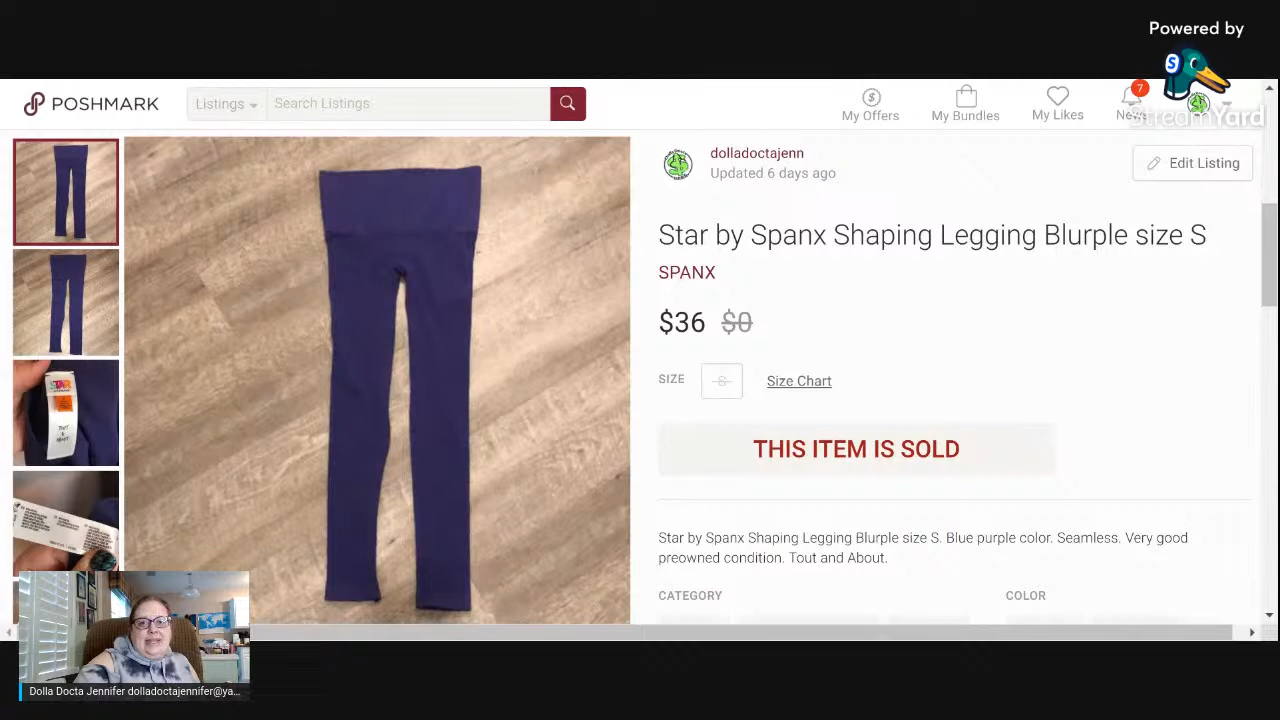 Powered by
S
StreamYard
POSHMARK
Listings
Search Listings
My Offers
My Bundles
My Likes
7
News
dolladoctajenn
Updated 6 days ago
Edit Listing
Star by Spanx Shaping Legging Blurple size S
SPANX
$36 $0
SIZE
S
Size Chart
THIS ITEM IS SOLD
Star by Spanx Shaping Legging Blurple size S. Blue purple color. Seamless. Very good
preowned condition. Tout and About.
CATEGORY
COLOR
STAR
Dolla Docta Jennifer dolladoctajennifer@ya...